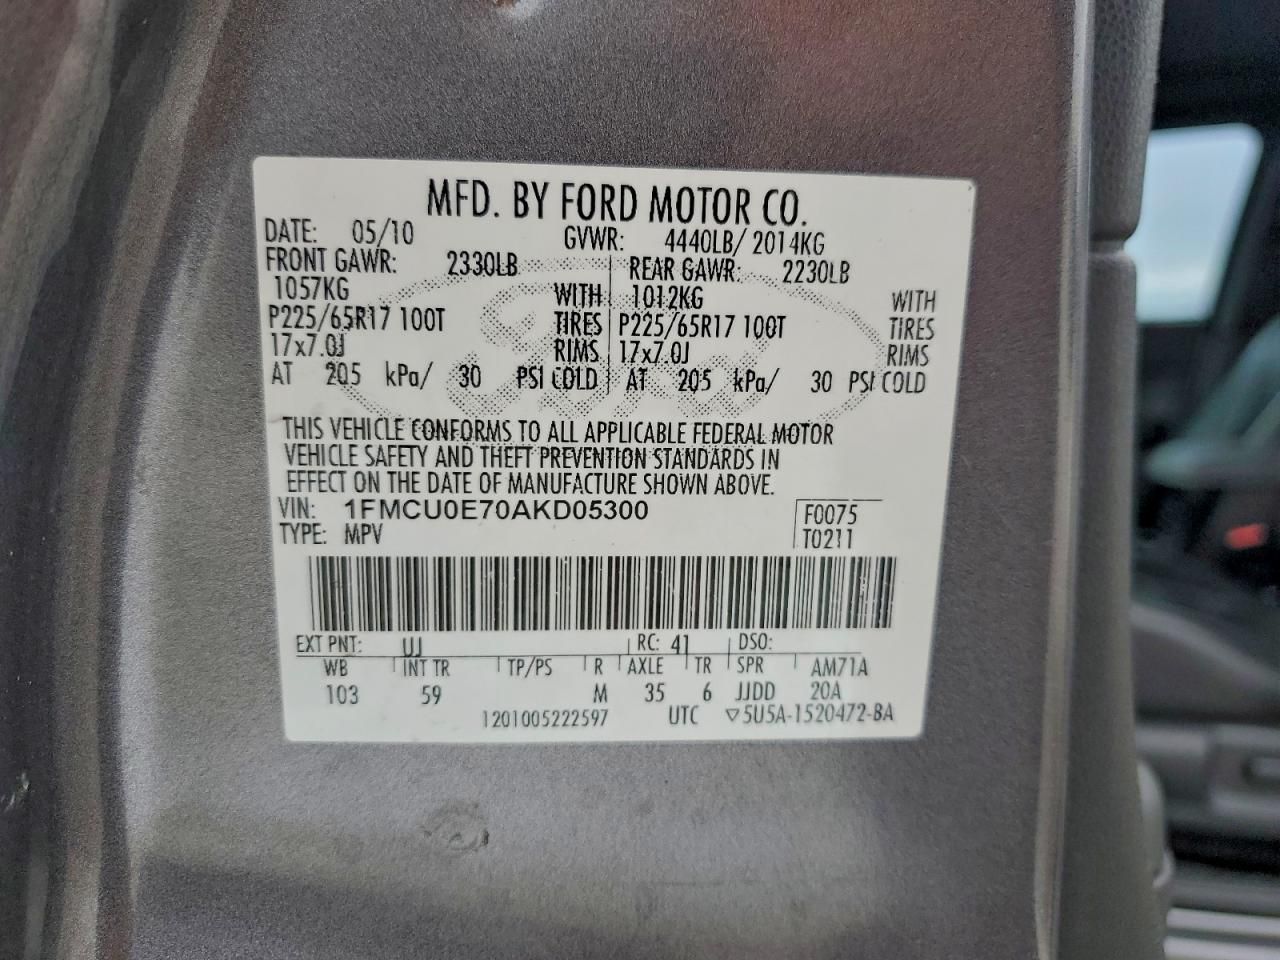 MFD. BY FORD MOTOR CO.
DATE: 05/10 GVWR: 4440LB/ 2014KG
FRONT GAWR: 2330LB REAR GAWR: 2230LB
1057KG WITH 1012KG WITH
P225/65R17 100T TIRES P225/65R17 100T TIRES
17x7.0J RIMS 17x7.0J RIMS
AT 205 kPa/ 30 PSI COLD AT 205 kPa/ 30 PSI COLD
Ford
THIS VEHICLE CONFORMS TO ALL APPLICABLE FEDERAL MOTOR
VEHICLE SAFETY AND THEFT PREVENTION STANDARDS IN
EFFECT ON THE DATE OF MANUFACTURE SHOWN ABOVE.
VIN: 1FMCU0E70AKD05300 F0075
TYPE: MPV T0211
EXT PNT: UJ RC: 41 DSO:
WB INT TR TP/PS R AXLE TR SPR AM71A
103 59 M 35 6 JJDD 20A
1201005222597 UTC ▽5U5A-1520472-BA